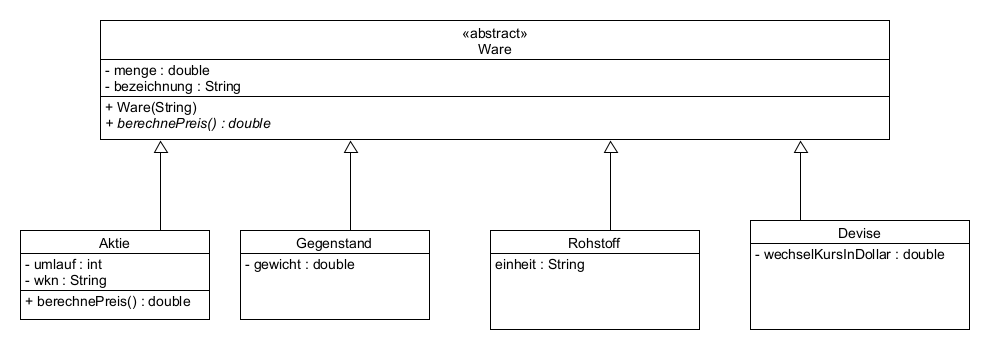 «abstract»
Ware
- menge : double
- bezeichnung : String
+ Ware(String)
+ berechnePreis() : double
Aktie
- umlauf : int
- wkn : String
+ berechnePreis() : double
Gegenstand
- gewicht : double
Rohstoff
einheit : String
Devise
- wechselKursInDollar : double